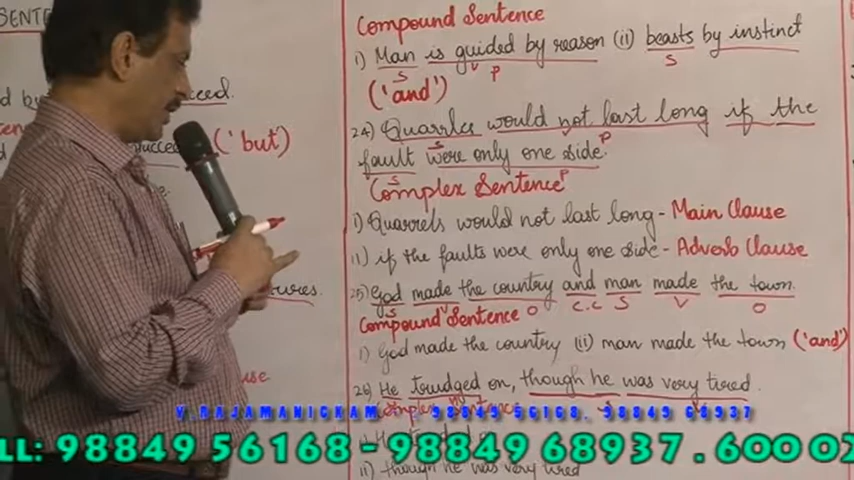 SENTEN
ceed.
('but')
tures.
Compound Sentence
i) Man is guided by reason (ii) beasts by instinct
S V P S
('and')
24) Quarrles would not last long if the
S V P
fault were only one side.
S P
Complex Sentence
i) Quarrels would not last long - Main Clause
ii) if the faults were only one side - Adverb Clause
25) God made the country and man made the town.
S V O C.C S V O
Compound Sentence
i) God made the country (ii) man made the town ('and')
26) He trudged on, though he was very tired.
V.RAJAMANICKAM , 98849 56168, 98849 68937
LL: 98849 56168 - 98849 68937.600 02
ii) though he was very tired